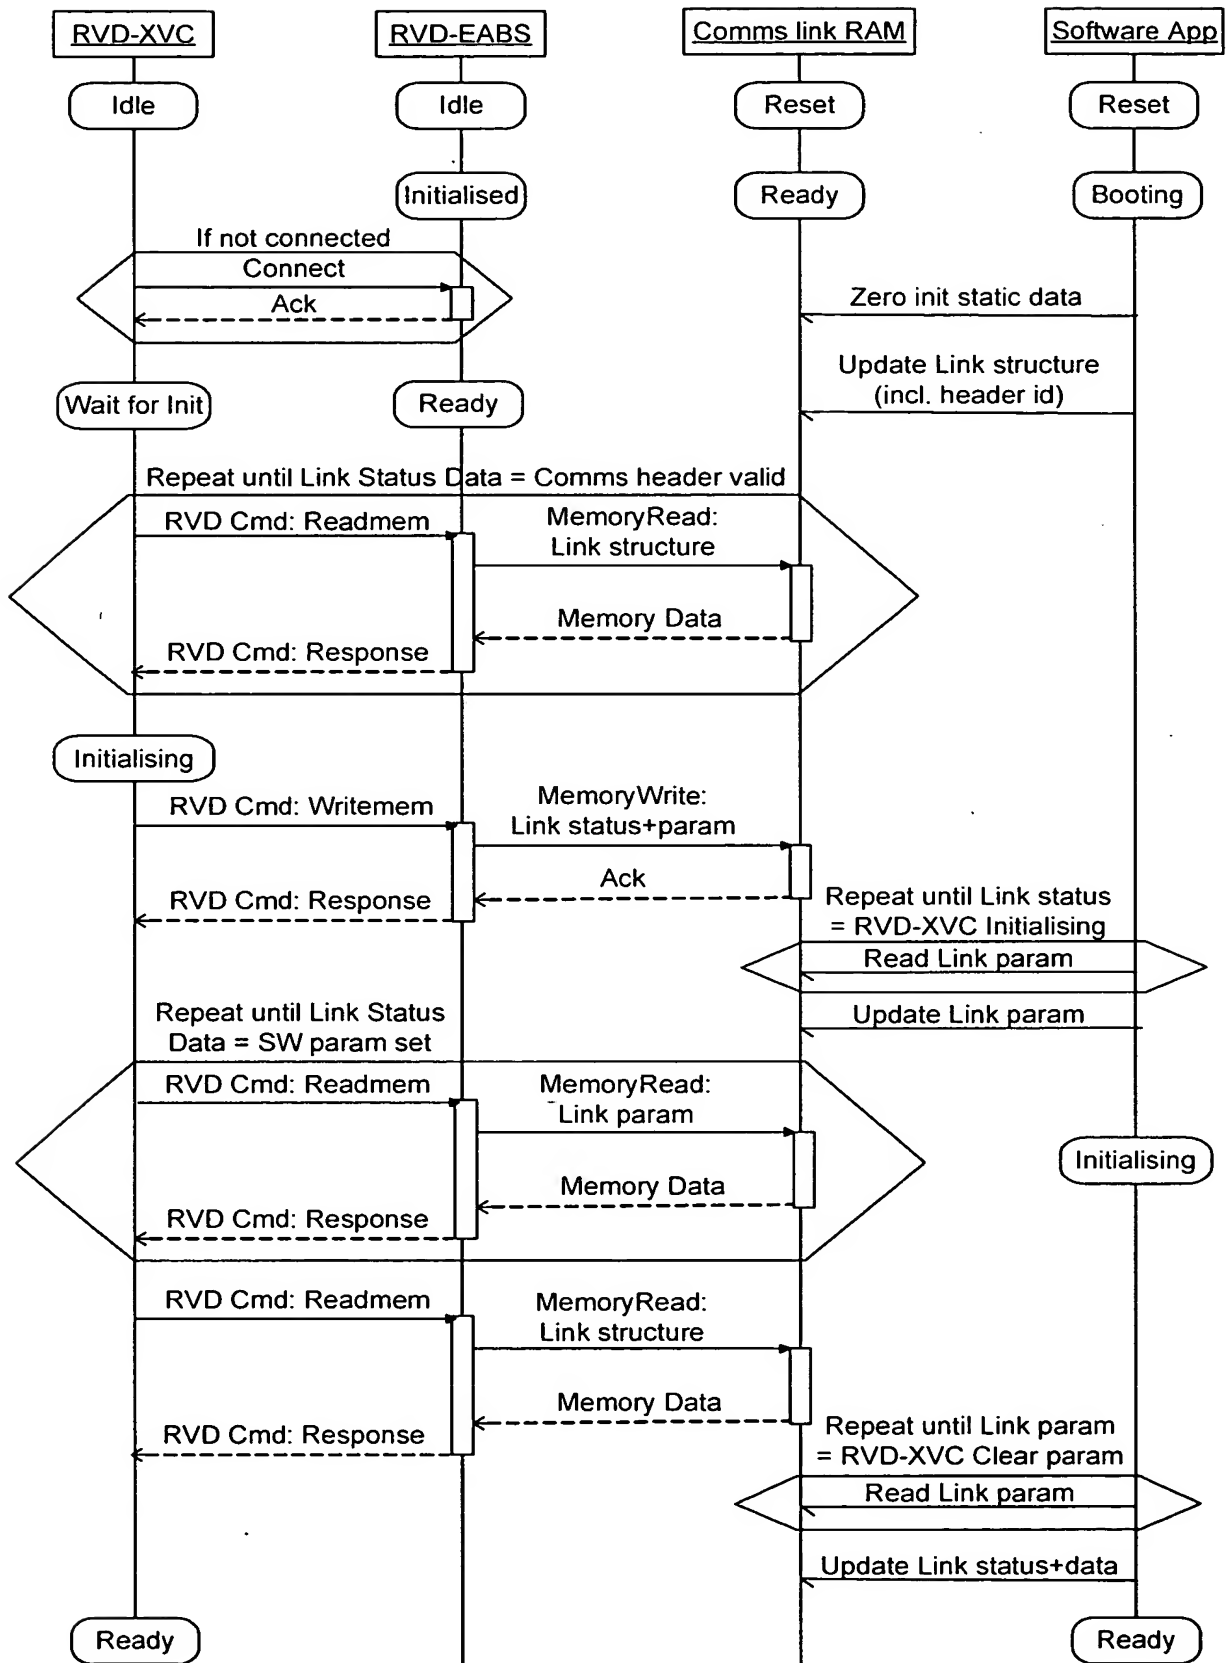 RVD-XVC
RVD-EABS
Comms link RAM
Software App
Idle
Idle
Reset
Reset
Initialised
Ready
Booting
If not connected
Connect
Ack
Zero init static data
Update Link structure
(incl. header id)
Wait for Init
Ready
Repeat until Link Status Data = Comms header valid
RVD Cmd: Readmem
MemoryRead:
Link structure
Memory Data
RVD Cmd: Response
Initialising
RVD Cmd: Writemem
MemoryWrite:
Link status+param
Ack
RVD Cmd: Response
Repeat until Link status
= RVD-XVC Initialising
Read Link param
Update Link param
Repeat until Link Status
Data = SW param set
RVD Cmd: Readmem
MemoryRead:
Link param
Initialising
Memory Data
RVD Cmd: Response
RVD Cmd: Readmem
MemoryRead:
Link structure
Memory Data
RVD Cmd: Response
Repeat until Link param
= RVD-XVC Clear param
Read Link param
Update Link status+data
Ready
Ready